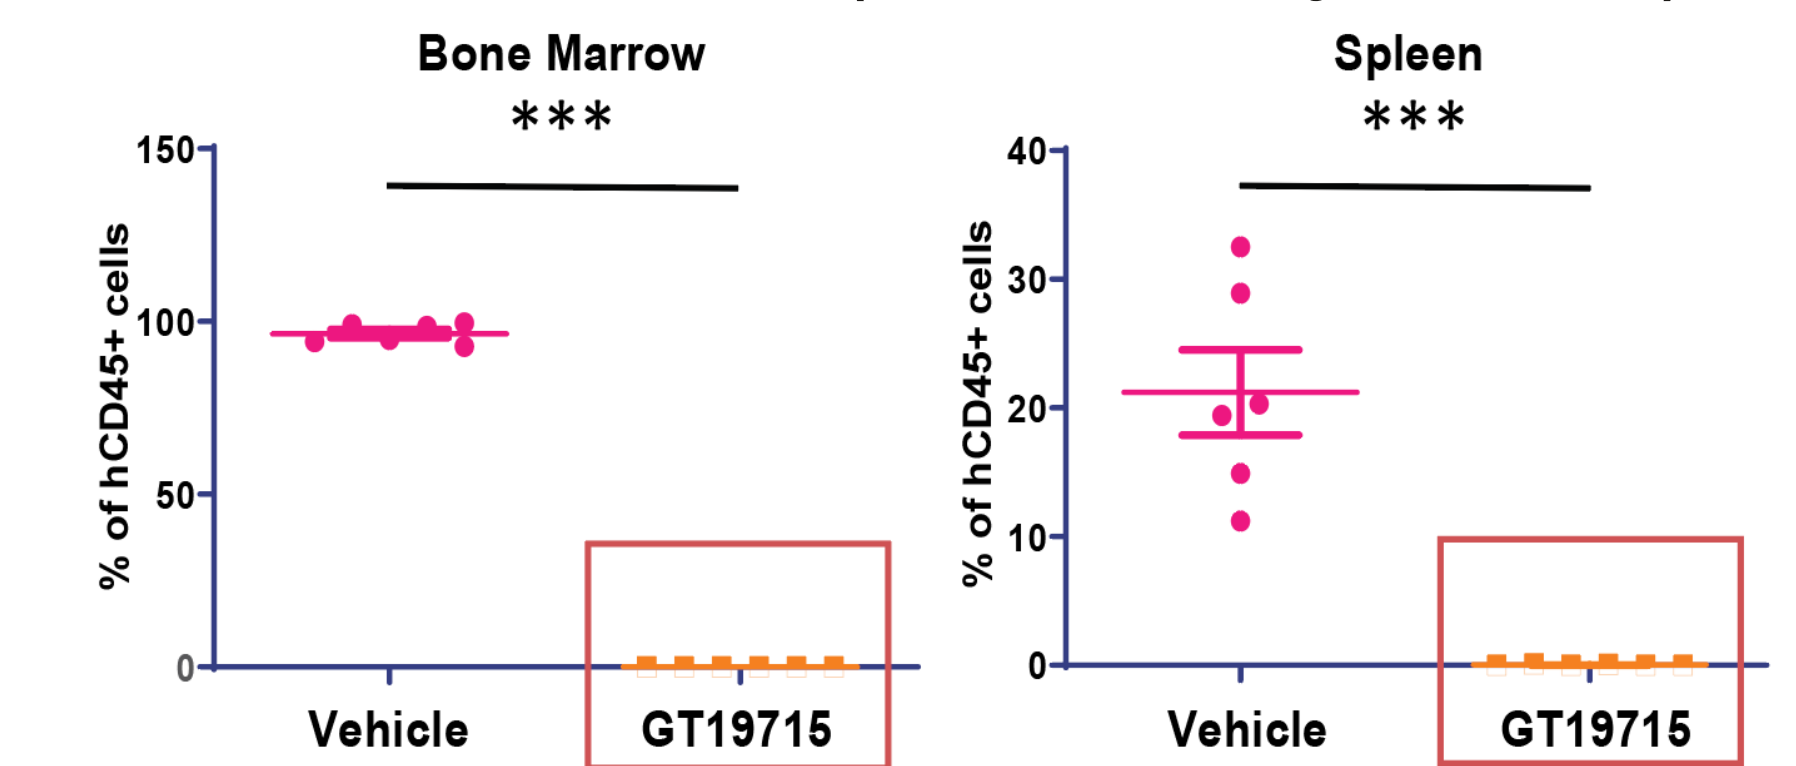 Bone Marrow
***
150
100
50
0
% of hCD45+ cells
Vehicle
GT19715
Spleen
***
40
30
20
10
0
% of hCD45+ cells
Vehicle
GT19715